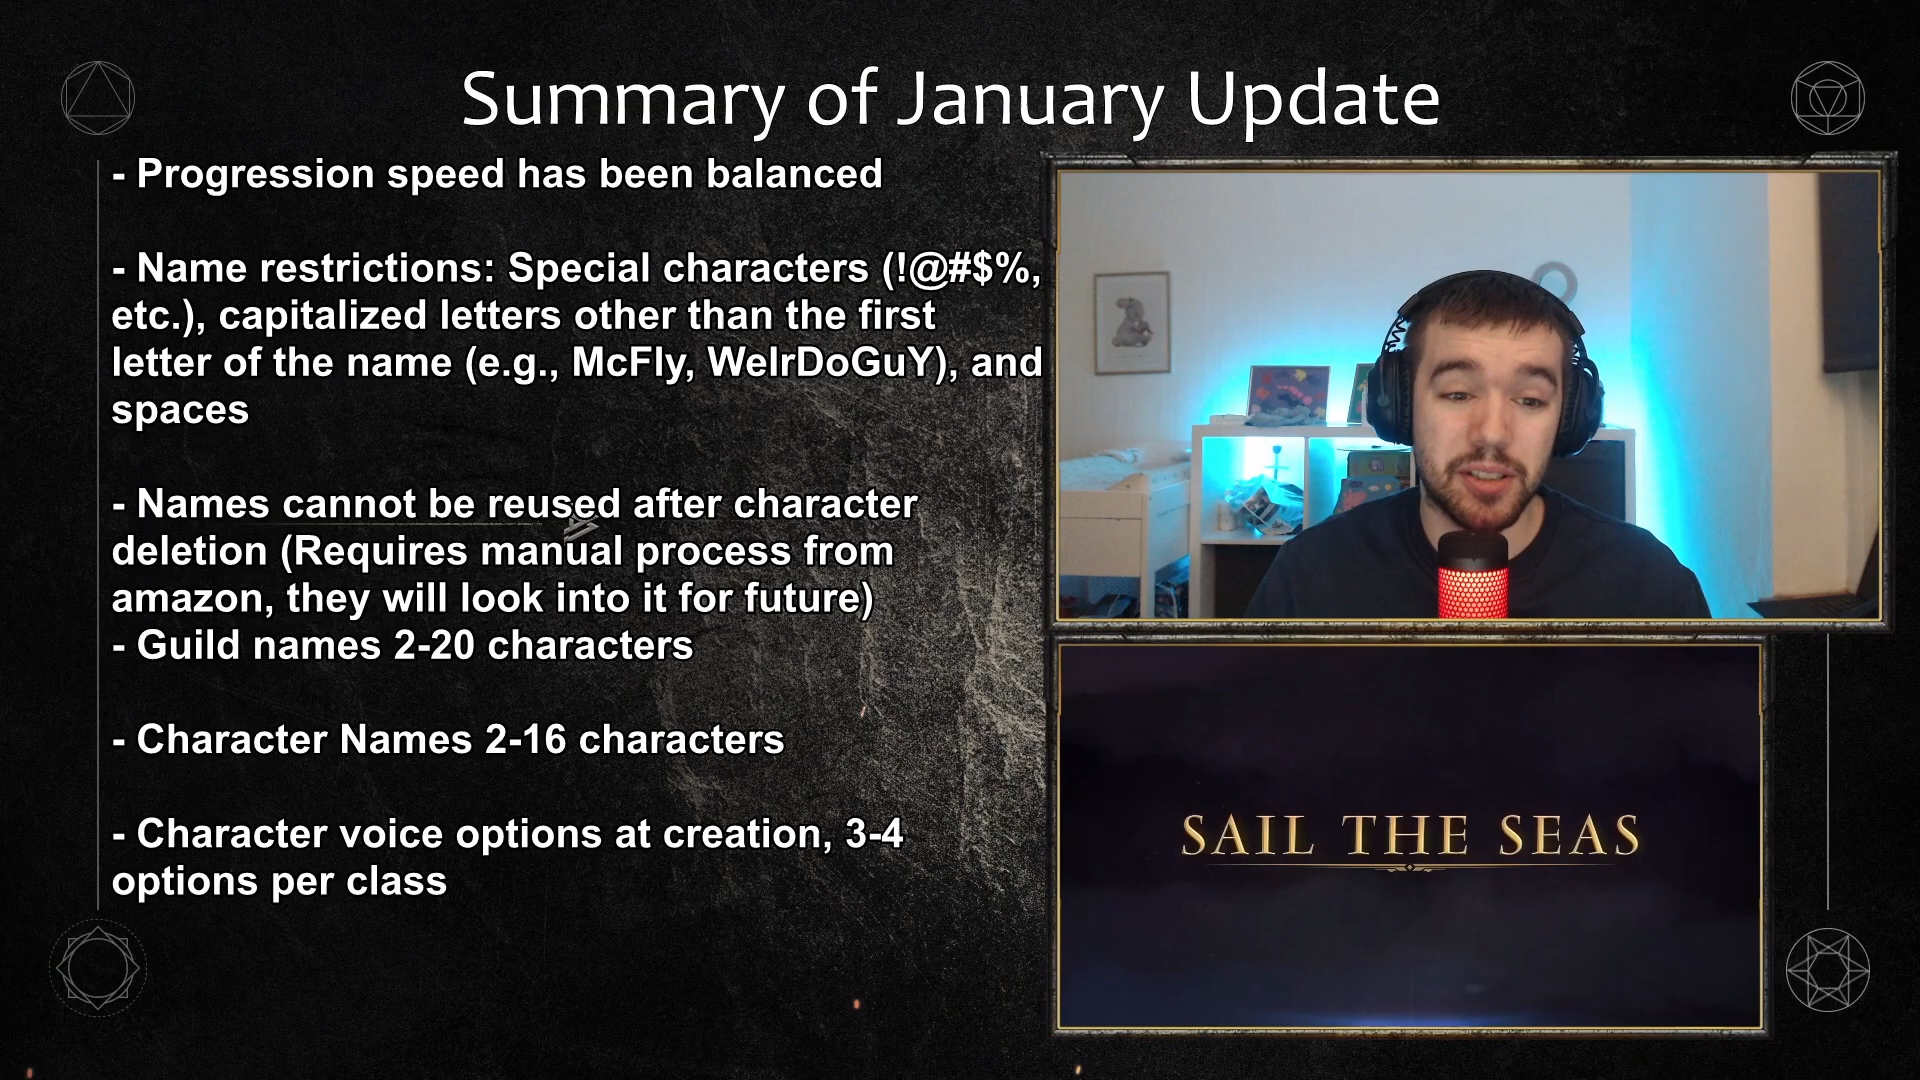 Summary of January Update
- Progression speed has been balanced
- Name restrictions: Special characters (!@#$%,
etc.), capitalized letters other than the first
letter of the name (e.g., McFly, WeIrDoGuY), and
spaces
- Names cannot be reused after character
deletion (Requires manual process from
amazon, they will look into it for future)
- Guild names 2-20 characters
- Character Names 2-16 characters
- Character voice options at creation, 3-4
options per class
SAIL THE SEAS